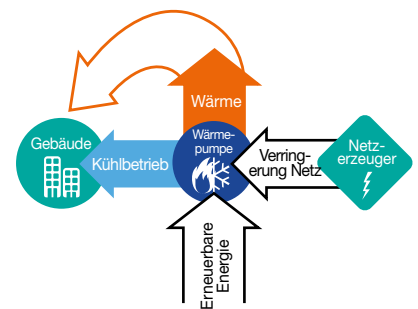 Wärme
Gebäude
Kühlbetrieb
Wärme-
pumpe
Verring-
erung Netz
Netz-
erzeuger
Erneuerbare
Energie